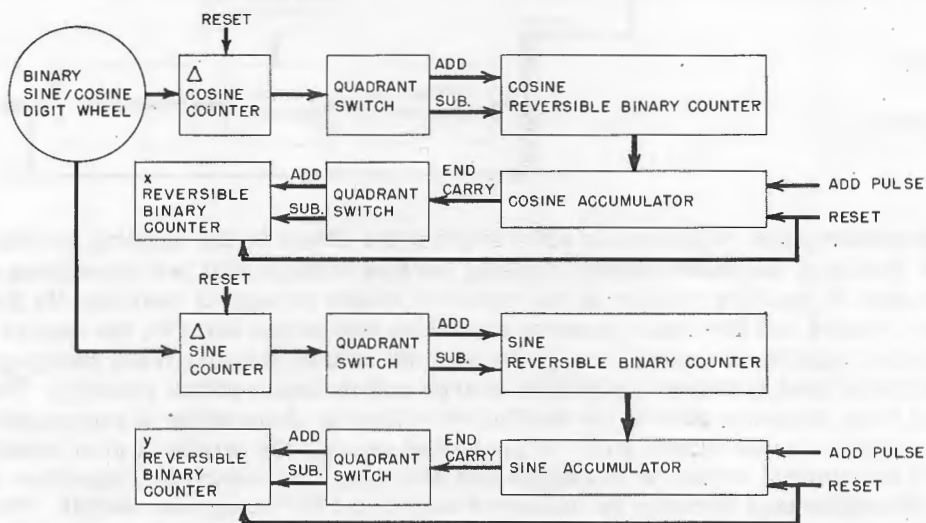 RESET
BINARY
SINE/COSINE
DIGIT WHEEL
Δ
COSINE
COUNTER
QUADRANT
SWITCH
ADD
SUB.
COSINE
REVERSIBLE BINARY COUNTER
x
REVERSIBLE
BINARY
COUNTER
ADD
SUB.
QUADRANT
SWITCH
END
CARRY
COSINE ACCUMULATOR
ADD PULSE
RESET
RESET
Δ
SINE
COUNTER
QUADRANT
SWITCH
ADD
SUB.
SINE
REVERSIBLE BINARY COUNTER
y
REVERSIBLE
BINARY
COUNTER
ADD
SUB.
QUADRANT
SWITCH
END
CARRY
SINE ACCUMULATOR
ADD PULSE
RESET